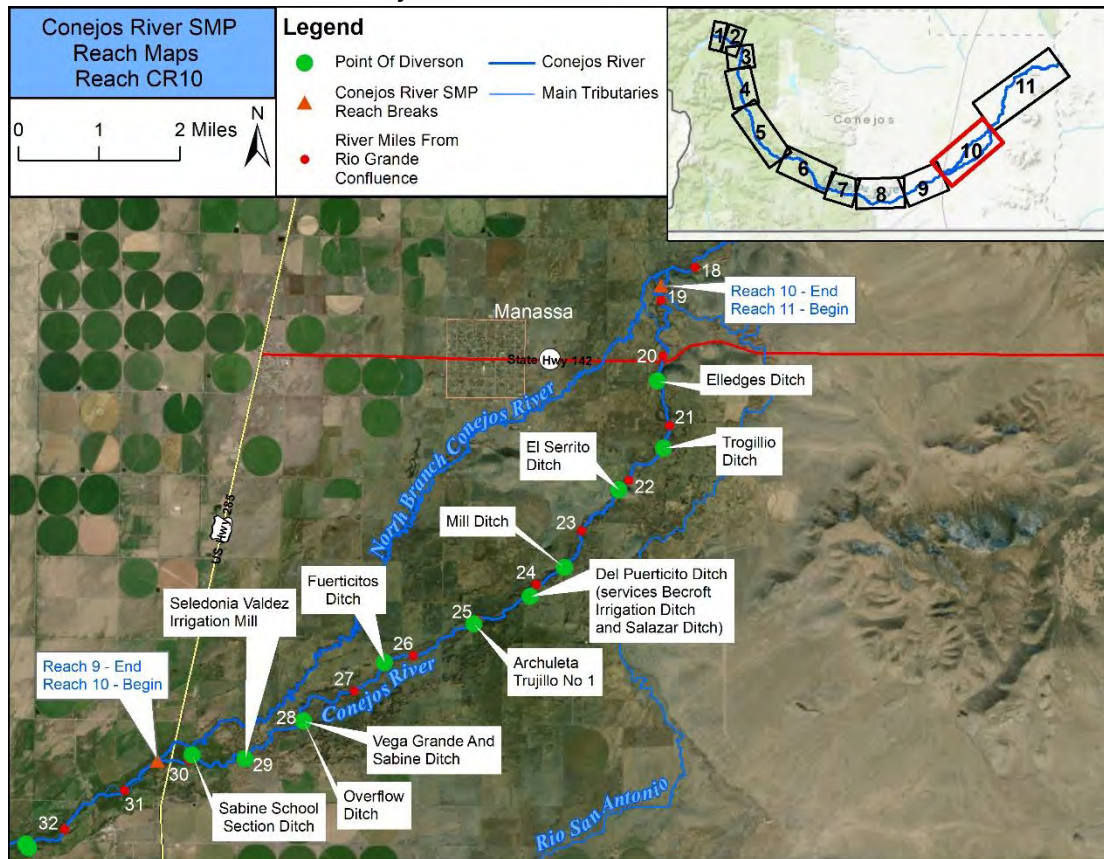 Conejos River SMP
Reach Maps
Reach CR10
0 1 2 Miles
N
Legend
Point Of Diverson
Conejos River SMP
Reach Breaks
River Miles From
Rio Grande
Confluence
Conejos River
Main Tributaries
1
2
3
4
5
6
7
8
9
10
11
Conejos
18
19
Reach 10 - End
Reach 11 - Begin
Manassa
State Hwy 142
20
Elledges Ditch
21
Trogillio
Ditch
El Serrito
Ditch
22
North Branch Conejos River
US Hwy 285
285
Mill Ditch
23
24
Del Puerticito Ditch
(services Becroft
Irrigation Ditch
and Salazar Ditch)
Fuerticitos
Ditch
25
Archuleta
Trujillo No 1
26
Seledonia Valdez
Irrigation Mill
27
Conejos River
28
Vega Grande And
Sabine Ditch
Reach 9 - End
Reach 10 - Begin
29
Overflow
Ditch
30
Sabine School
Section Ditch
31
32
Rio San Antonio